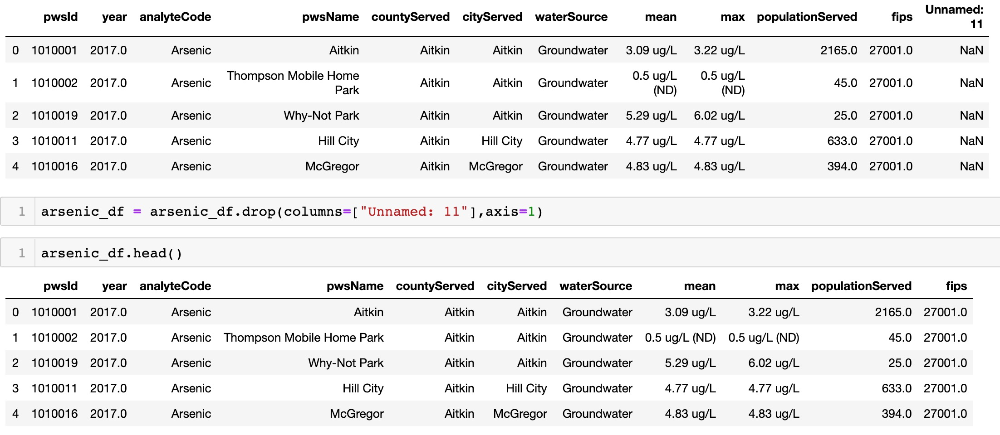 pwsId year analyteCode pwsName countyServed cityServed waterSource mean max populationServed fips Unnamed: 11
0 1010001 2017.0 Arsenic Aitkin Aitkin Aitkin Groundwater 3.09 ug/L 3.22 ug/L 2165.0 27001.0 NaN
1 1010002 2017.0 Arsenic Thompson Mobile Home Park Aitkin Aitkin Groundwater 0.5 ug/L (ND) 0.5 ug/L (ND) 45.0 27001.0 NaN
2 1010019 2017.0 Arsenic Why-Not Park Aitkin Aitkin Groundwater 5.29 ug/L 6.02 ug/L 25.0 27001.0 NaN
3 1010011 2017.0 Arsenic Hill City Aitkin Hill City Groundwater 4.77 ug/L 4.77 ug/L 633.0 27001.0 NaN
4 1010016 2017.0 Arsenic McGregor Aitkin McGregor Groundwater 4.83 ug/L 4.83 ug/L 394.0 27001.0 NaN
1 arsenic_df = arsenic_df.drop(columns=["Unnamed: 11"],axis=1)
1 arsenic_df.head()
pwsId year analyteCode pwsName countyServed cityServed waterSource mean max populationServed fips
0 1010001 2017.0 Arsenic Aitkin Aitkin Aitkin Groundwater 3.09 ug/L 3.22 ug/L 2165.0 27001.0
1 1010002 2017.0 Arsenic Thompson Mobile Home Park Aitkin Aitkin Groundwater 0.5 ug/L (ND) 0.5 ug/L (ND) 45.0 27001.0
2 1010019 2017.0 Arsenic Why-Not Park Aitkin Aitkin Groundwater 5.29 ug/L 6.02 ug/L 25.0 27001.0
3 1010011 2017.0 Arsenic Hill City Aitkin Hill City Groundwater 4.77 ug/L 4.77 ug/L 633.0 27001.0
4 1010016 2017.0 Arsenic McGregor Aitkin McGregor Groundwater 4.83 ug/L 4.83 ug/L 394.0 27001.0